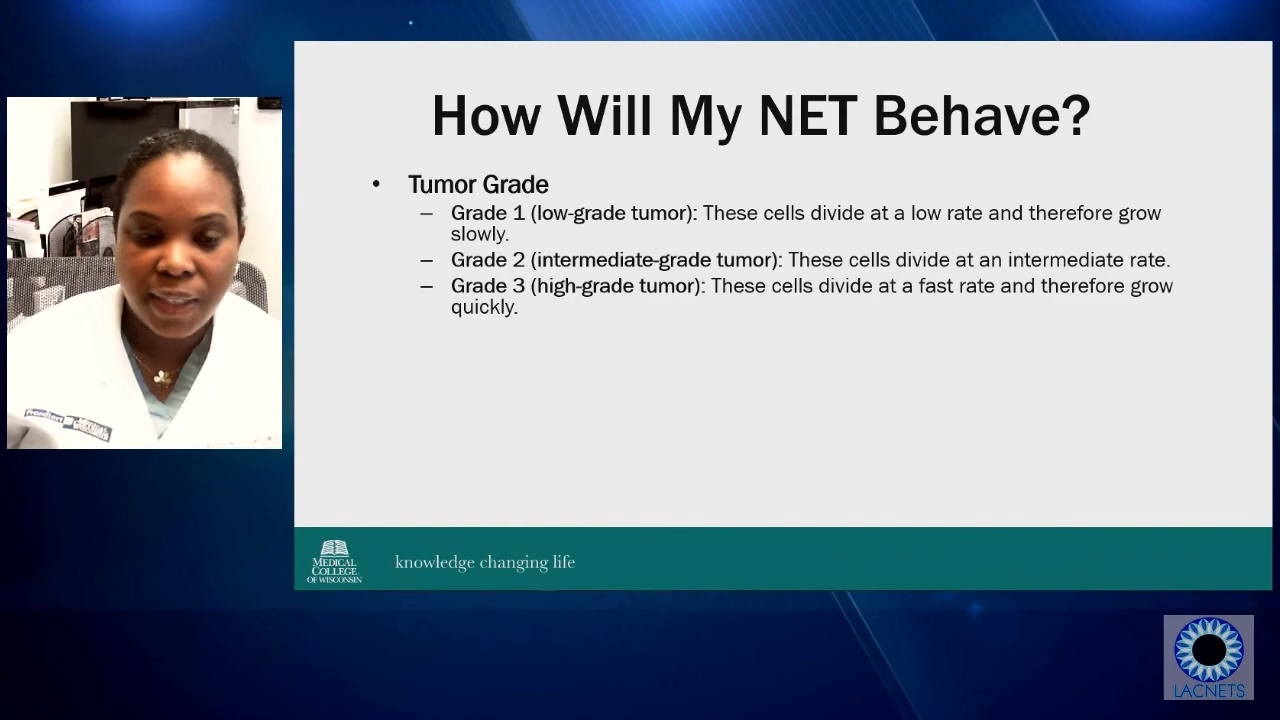 How Will My NET Behave?
• Tumor Grade
– Grade 1 (low-grade tumor): These cells divide at a low rate and therefore grow
slowly.
– Grade 2 (intermediate-grade tumor): These cells divide at an intermediate rate.
– Grade 3 (high-grade tumor): These cells divide at a fast rate and therefore grow
quickly.
MEDICAL
COLLEGE
OF WISCONSIN
knowledge changing life
LACNETS